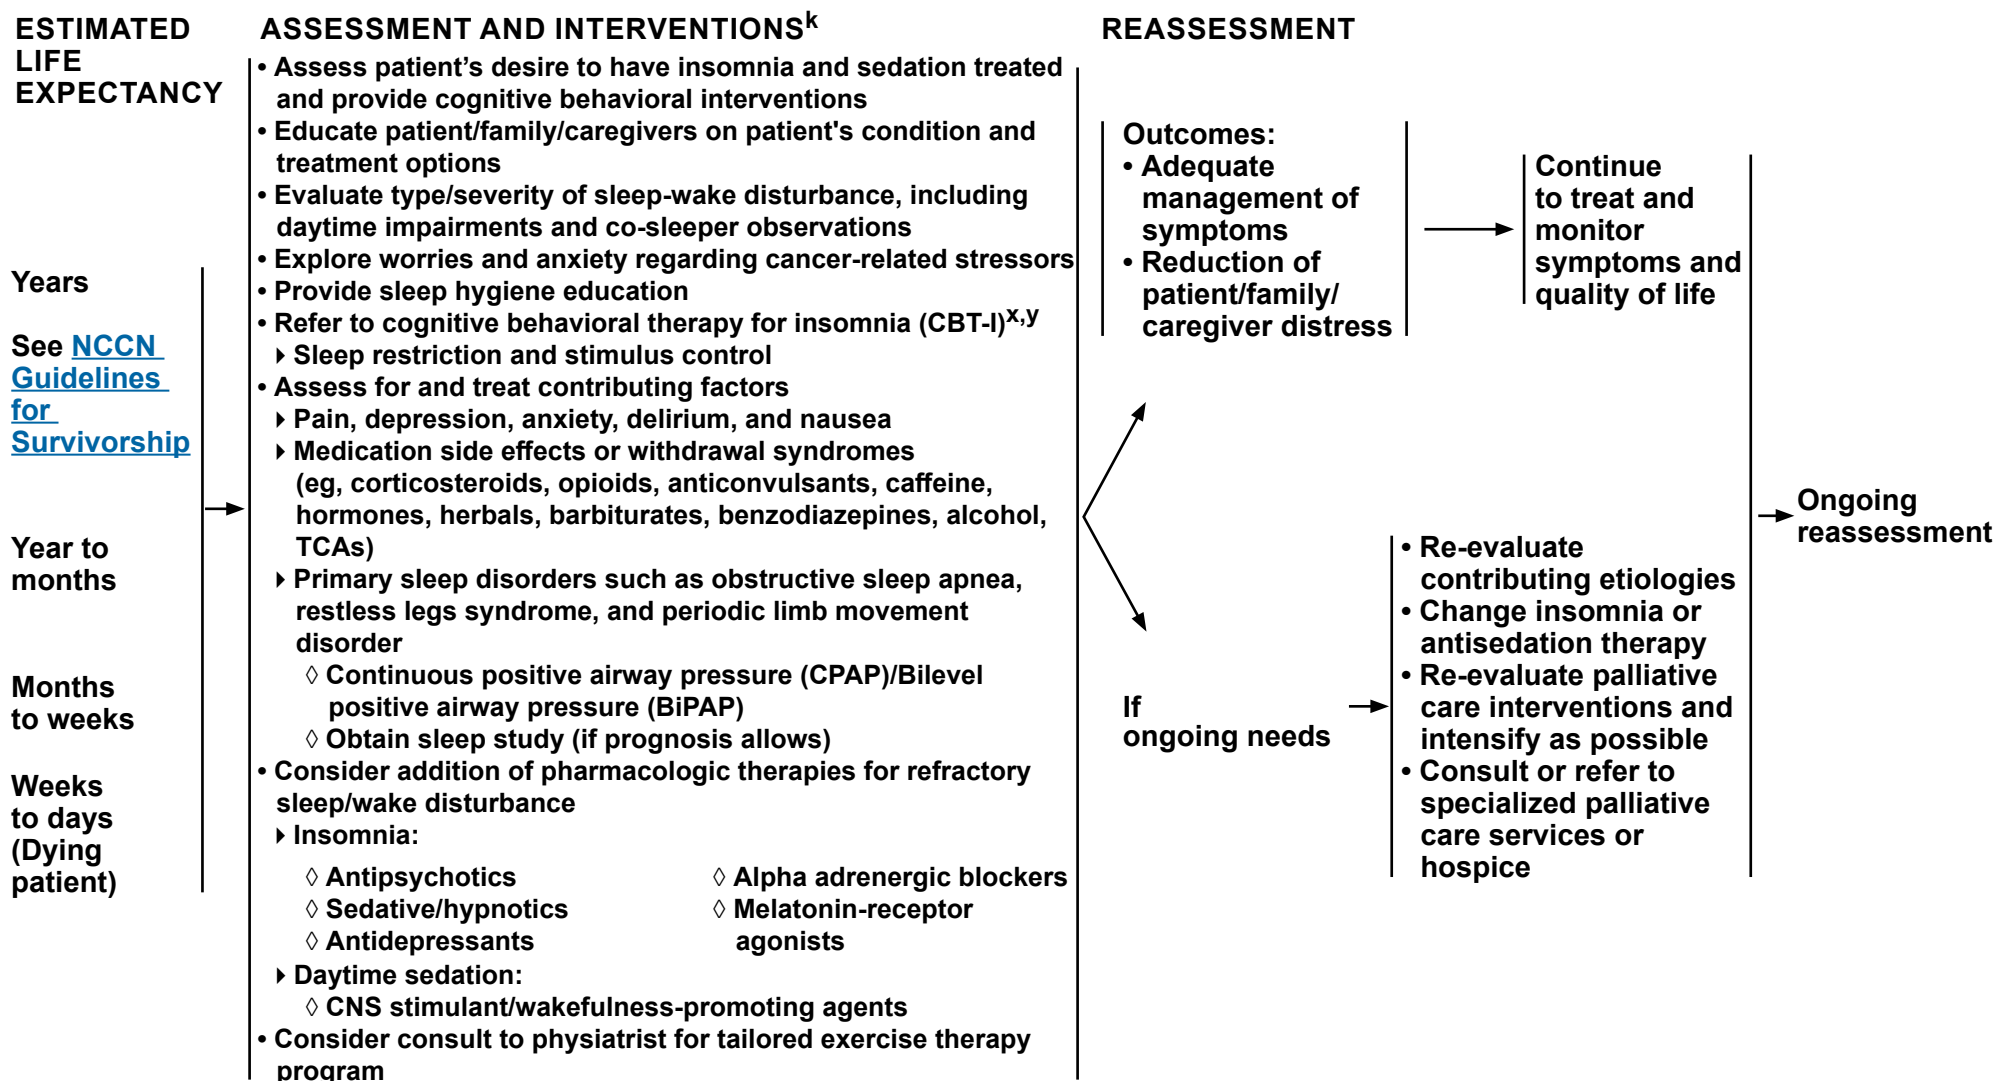 ESTIMATED
LIFE
EXPECTANCY
Years
See NCCN
Guidelines
for
Survivorship
Year to
months
Months
to weeks
Weeks
to days
(Dying
patient)
ASSESSMENT AND INTERVENTIONSk
• Assess patient’s desire to have insomnia and sedation treated
and provide cognitive behavioral interventions
• Educate patient/family/caregivers on patient's condition and
treatment options
• Evaluate type/severity of sleep-wake disturbance, including
daytime impairments and co-sleeper observations
• Explore worries and anxiety regarding cancer-related stressors
• Provide sleep hygiene education
• Refer to cognitive behavioral therapy for insomnia (CBT-I)x,y
▸ Sleep restriction and stimulus control
• Assess for and treat contributing factors
▸ Pain, depression, anxiety, delirium, and nausea
▸ Medication side effects or withdrawal syndromes
(eg, corticosteroids, opioids, anticonvulsants, caffeine,
hormones, herbals, barbiturates, benzodiazepines, alcohol,
TCAs)
▸ Primary sleep disorders such as obstructive sleep apnea,
restless legs syndrome, and periodic limb movement
disorder
◊ Continuous positive airway pressure (CPAP)/Bilevel
positive airway pressure (BiPAP)
◊ Obtain sleep study (if prognosis allows)
• Consider addition of pharmacologic therapies for refractory
sleep/wake disturbance
▸ Insomnia:
◊ Antipsychotics
◊ Sedative/hypnotics
◊ Antidepressants
◊ Alpha adrenergic blockers
◊ Melatonin-receptor
agonists
▸ Daytime sedation:
◊ CNS stimulant/wakefulness-promoting agents
• Consider consult to physiatrist for tailored exercise therapy
program
REASSESSMENT
Outcomes:
• Adequate
management of
symptoms
• Reduction of
patient/family/
caregiver distress
Continue
to treat and
monitor
symptoms and
quality of life
If
ongoing needs
• Re-evaluate
contributing etiologies
• Change insomnia or
antisedation therapy
• Re-evaluate palliative
care interventions and
intensify as possible
• Consult or refer to
specialized palliative
care services or
hospice
Ongoing
reassessment